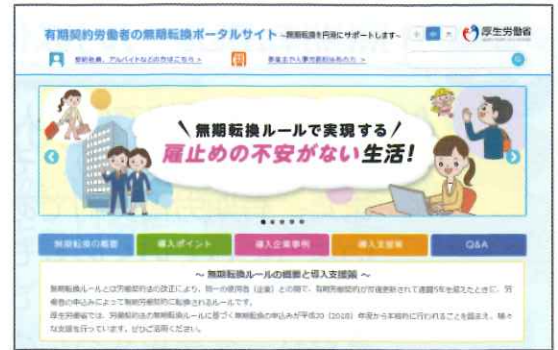 有期契約労働者の無期転換ポータルサイト ~無期転換を円滑にサポートします~
厚生労働省
契約社員、アルバイトなどの方はこちら >
事業主や人事労務担当の方 >
無期転換ルールで実現する
雇止めの不安がない生活!
無期転換の概要 導入ポイント 導入企業事例 導入支援策 Q&A
~ 無期転換ルールの概要と導入支援策 ~
無期転換ルールとは労働契約法の改正により、同一の使用者(企業)との間で、有期労働契約が反復更新されて通算5年を超えたときに、労
働者の申込みによって無期労働契約に転換されるルールです。
厚生労働省では、労働契約法の無期転換ルールに基づく無期転換の申込みが平成30(2018)年度から本格的に行われることを踏まえ、様々
な支援を行っています。ぜひご活用ください。